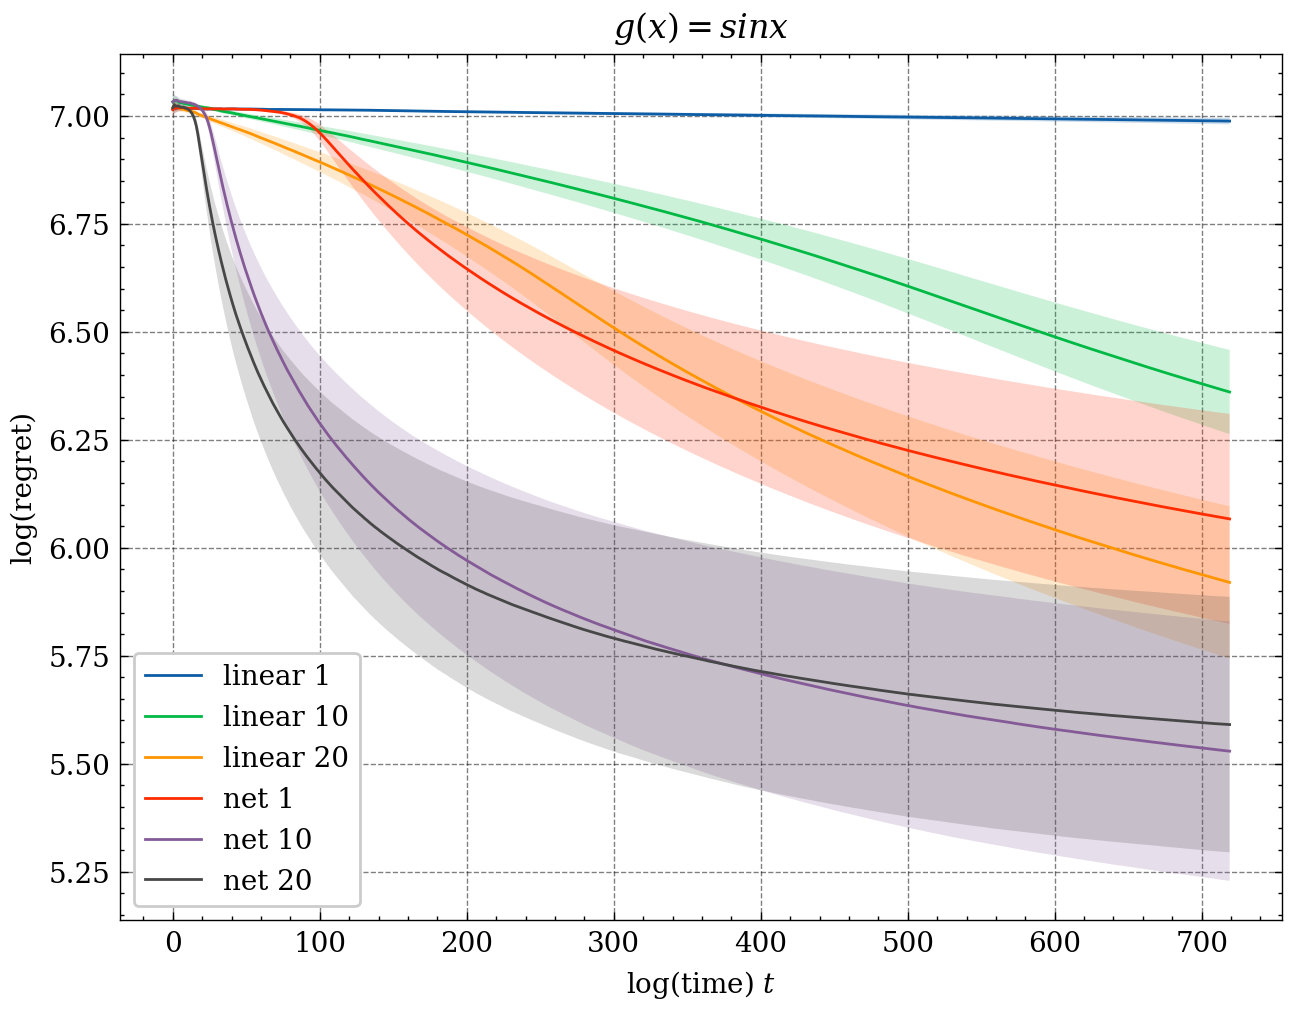 g(x) = sinx
7.00
6.75
6.50
6.25
6.00
5.75
5.50
5.25
log(regret)
linear 1
linear 10
linear 20
net 1
net 10
net 20
0 100 200 300 400 500 600 700
log(time) t